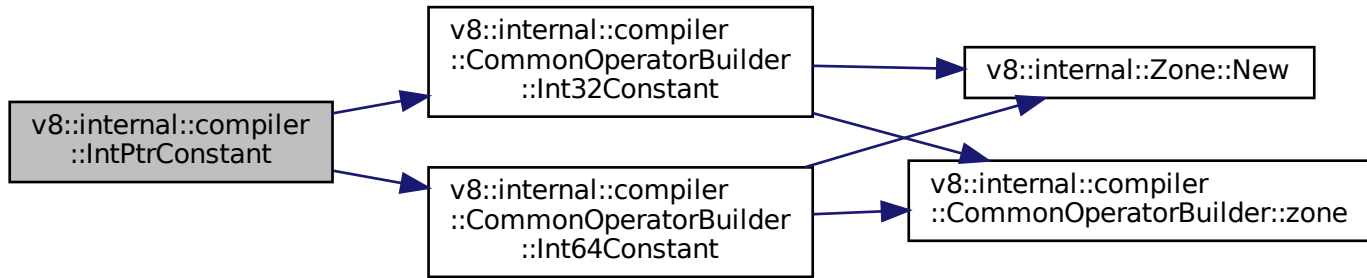 v8::internal::compiler
::IntPtrConstant
v8::internal::compiler
::CommonOperatorBuilder
::Int32Constant
v8::internal::compiler
::CommonOperatorBuilder
::Int64Constant
v8::internal::Zone::New
v8::internal::compiler
::CommonOperatorBuilder::zone